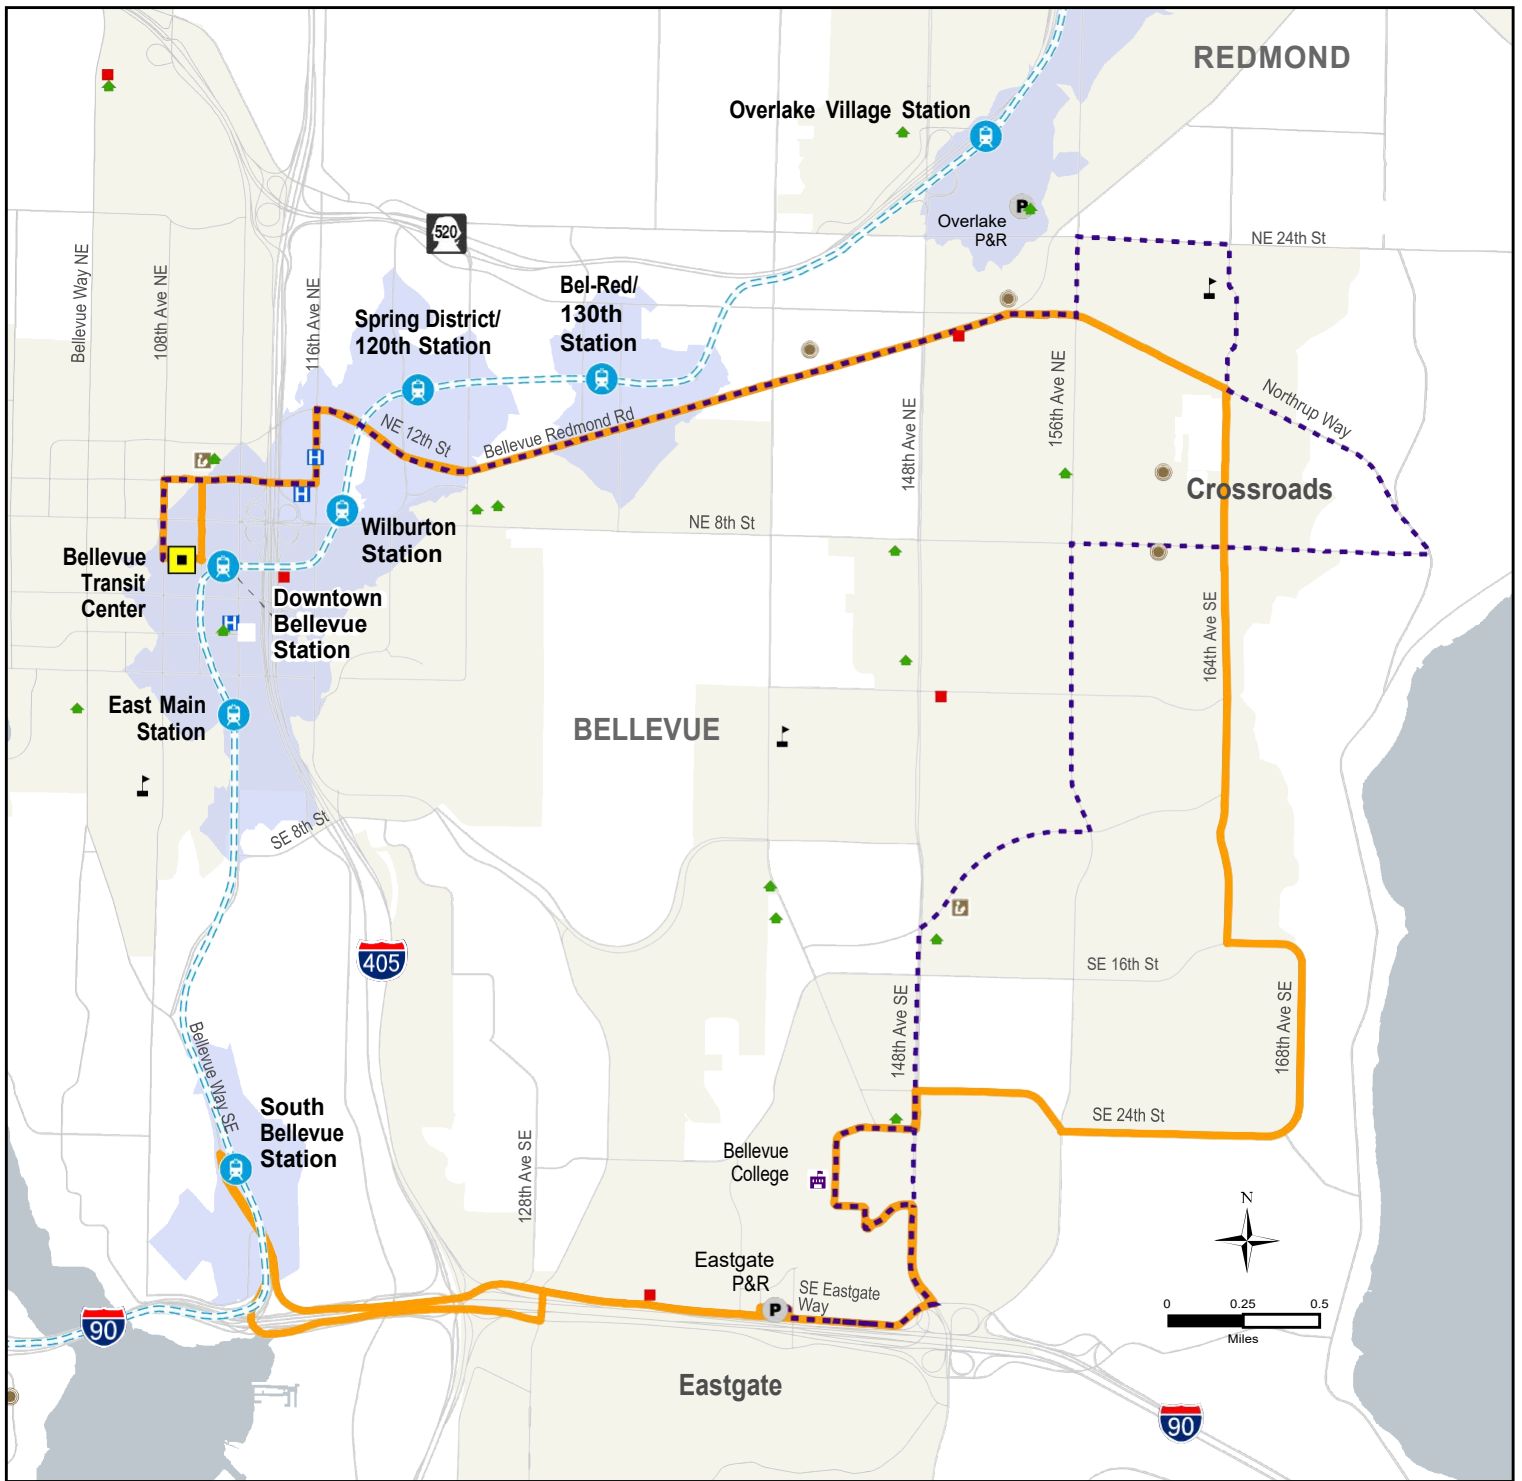 REDMOND
Overlake Village Station
Overlake
P&R
P
NE 24th St
520
Bellevue Way NE
108th Ave NE
116th Ave NE
Spring District/
120th Station
Bel-Red/
130th
Station
156th Ave NE
148th Ave NE
Northrup Way
NE 12th St
Bellevue Redmond Rd
H
H
Crossroads
NE 8th St
Wilburton
Station
Bellevue
Transit
Center
Downtown
Bellevue
Station
H
164th Ave SE
East Main
Station
BELLEVUE
SE 8th St
405
SE 16th St
148th Ave SE
168th Ave SE
Bellevue Way SE
South
Bellevue
Station
SE 24th St
128th Ave SE
Bellevue
College
N
Eastgate
P&R
P
SE Eastgate
Way
0 0.25 0.5
Miles
90
Eastgate
90